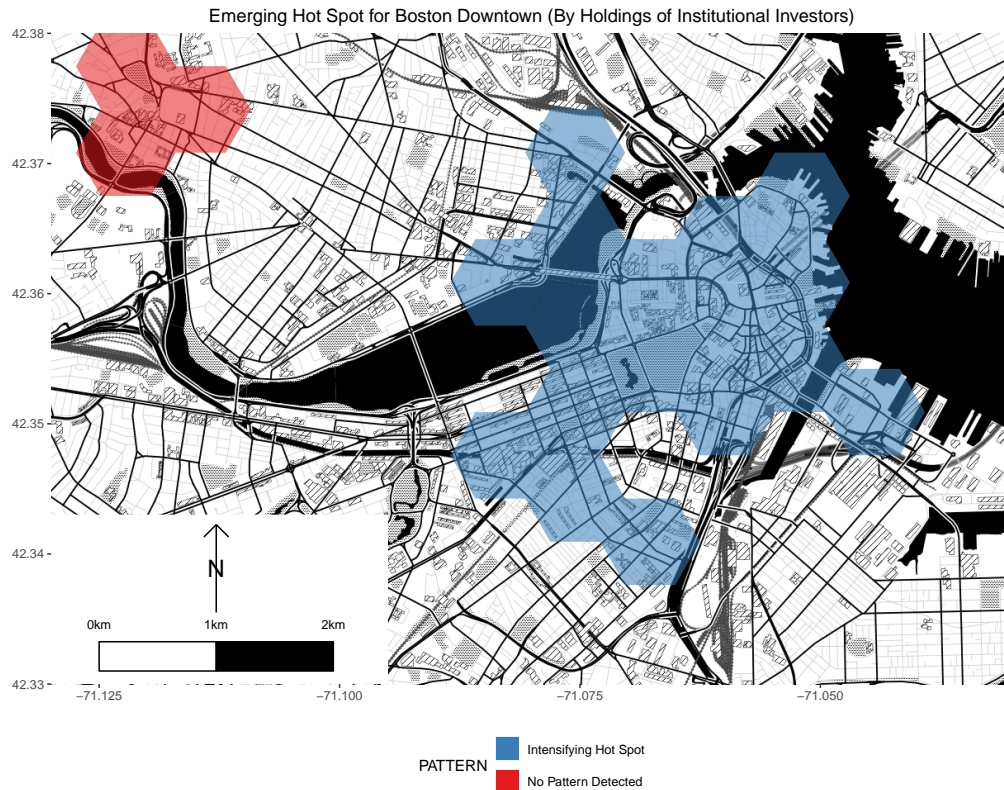 Emerging Hot Spot for Boston Downtown (By Holdings of Institutional Investors)
42.38
42.37
42.36
42.35
42.34
42.33
N
0km 1km 2km
−71.125 −71.100 −71.075 −71.050
PATTERN
Intensifying Hot Spot
No Pattern Detected